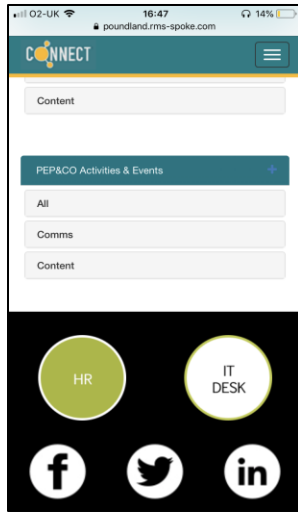 O2-UK 16:47 14%
poundland.rms-spoke.com
CONNECT
Content
PEP&CO Activities & Events +
All
Comms
Content
HR
IT
DESK
f in